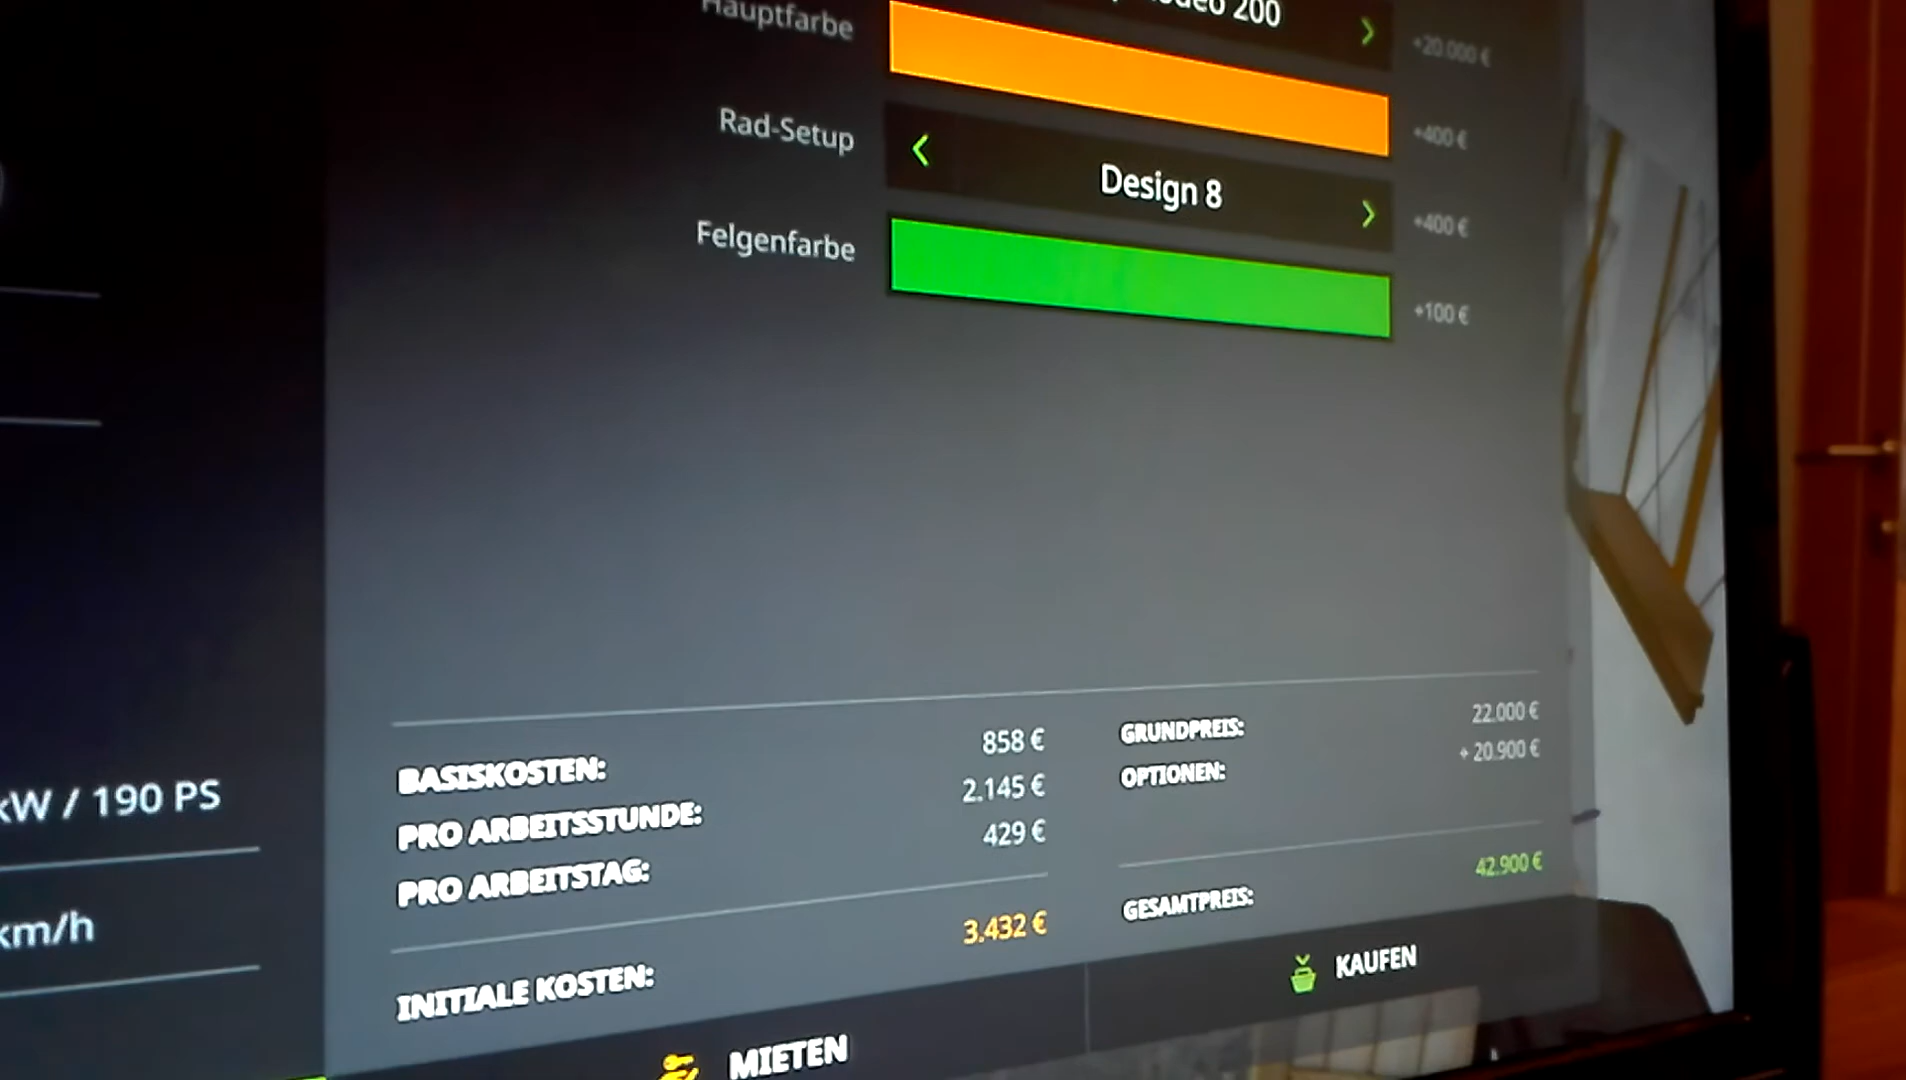 Rodeo 200
+20.000 €
Hauptfarbe
+400 €
Rad-Setup
Design 8
+400 €
Felgenfarbe
+100 €
kW / 190 PS
km/h
BASISKOSTEN: 858 €
PRO ARBEITSSTUNDE: 2.145 €
PRO ARBEITSTAG: 429 €
INITIALE KOSTEN: 3.432 €
GRUNDPREIS: 22.000 €
OPTIONEN: + 20.900 €
GESAMTPREIS: 42.900 €
MIETEN
KAUFEN